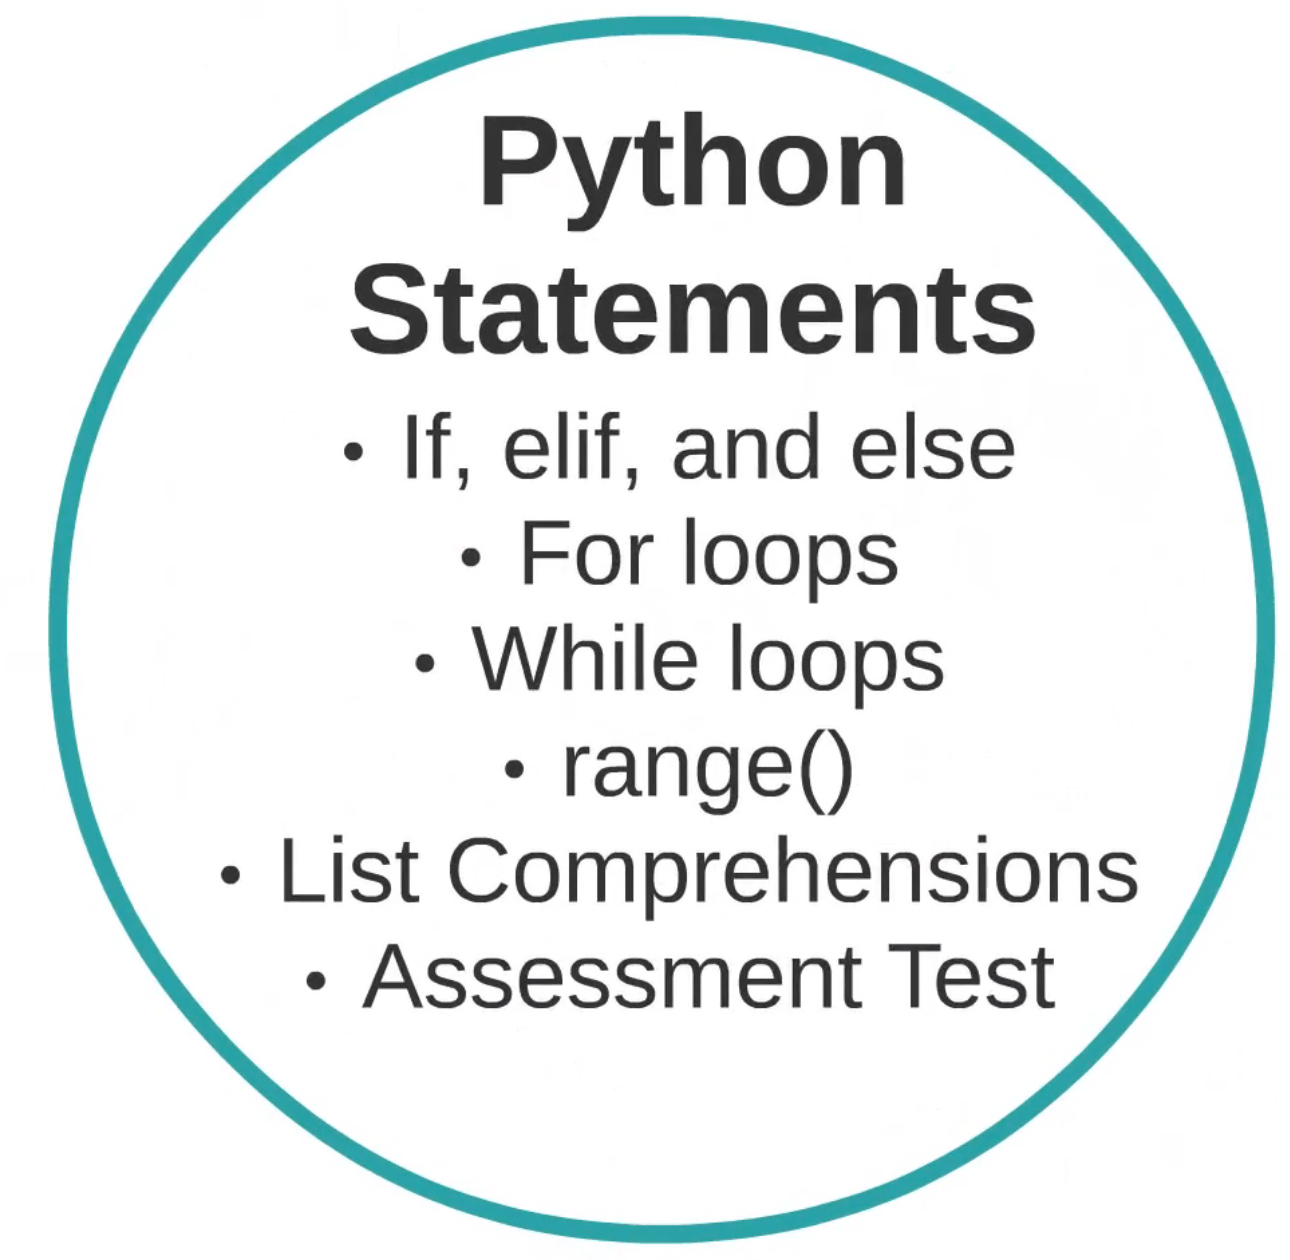 Python
Statements
• If, elif, and else
• For loops
• While loops
• range()
• List Comprehensions
• Assessment Test